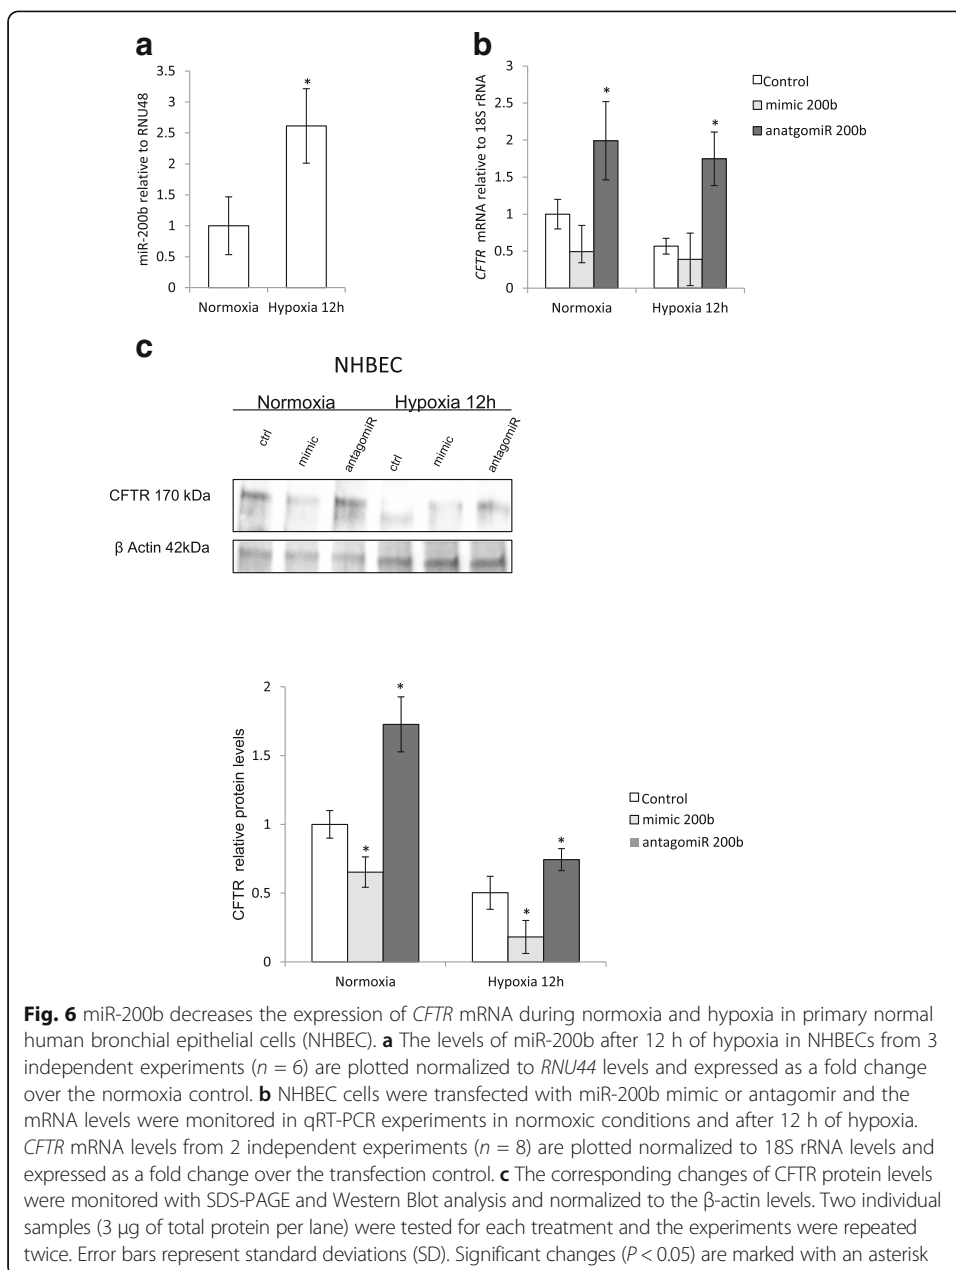 a
miR-200b relative to RNU48
3.5
3
2.5
2
1.5
1
0.5
0
*
Normoxia
Hypoxia 12h
b
CFTR mRNA relative to 18S rRNA
3
2.5
2
1.5
1
0.5
0
*
*
Normoxia
Hypoxia 12h
Control
mimic 200b
anatgomiR 200b
c
NHBEC
Normoxia
Hypoxia 12h
ctrl
mimic
antagomiR
ctrl
mimic
antagomiR
CFTR 170 kDa
β Actin 42kDa
CFTR relative protein levels
2
1.5
1
0.5
0
*
*
*
*
Normoxia
Hypoxia 12h
Control
mimic 200b
antagomiR 200b
Fig. 6 miR-200b decreases the expression of CFTR mRNA during normoxia and hypoxia in primary normal
human bronchial epithelial cells (NHBEC). a The levels of miR-200b after 12 h of hypoxia in NHBECs from 3
independent experiments (n = 6) are plotted normalized to RNU44 levels and expressed as a fold change
over the normoxia control. b NHBEC cells were transfected with miR-200b mimic or antagomir and the
mRNA levels were monitored in qRT-PCR experiments in normoxic conditions and after 12 h of hypoxia.
CFTR mRNA levels from 2 independent experiments (n = 8) are plotted normalized to 18S rRNA levels and
expressed as a fold change over the transfection control. c The corresponding changes of CFTR protein levels
were monitored with SDS-PAGE and Western Blot analysis and normalized to the β-actin levels. Two individual
samples (3 μg of total protein per lane) were tested for each treatment and the experiments were repeated
twice. Error bars represent standard deviations (SD). Significant changes (P < 0.05) are marked with an asterisk